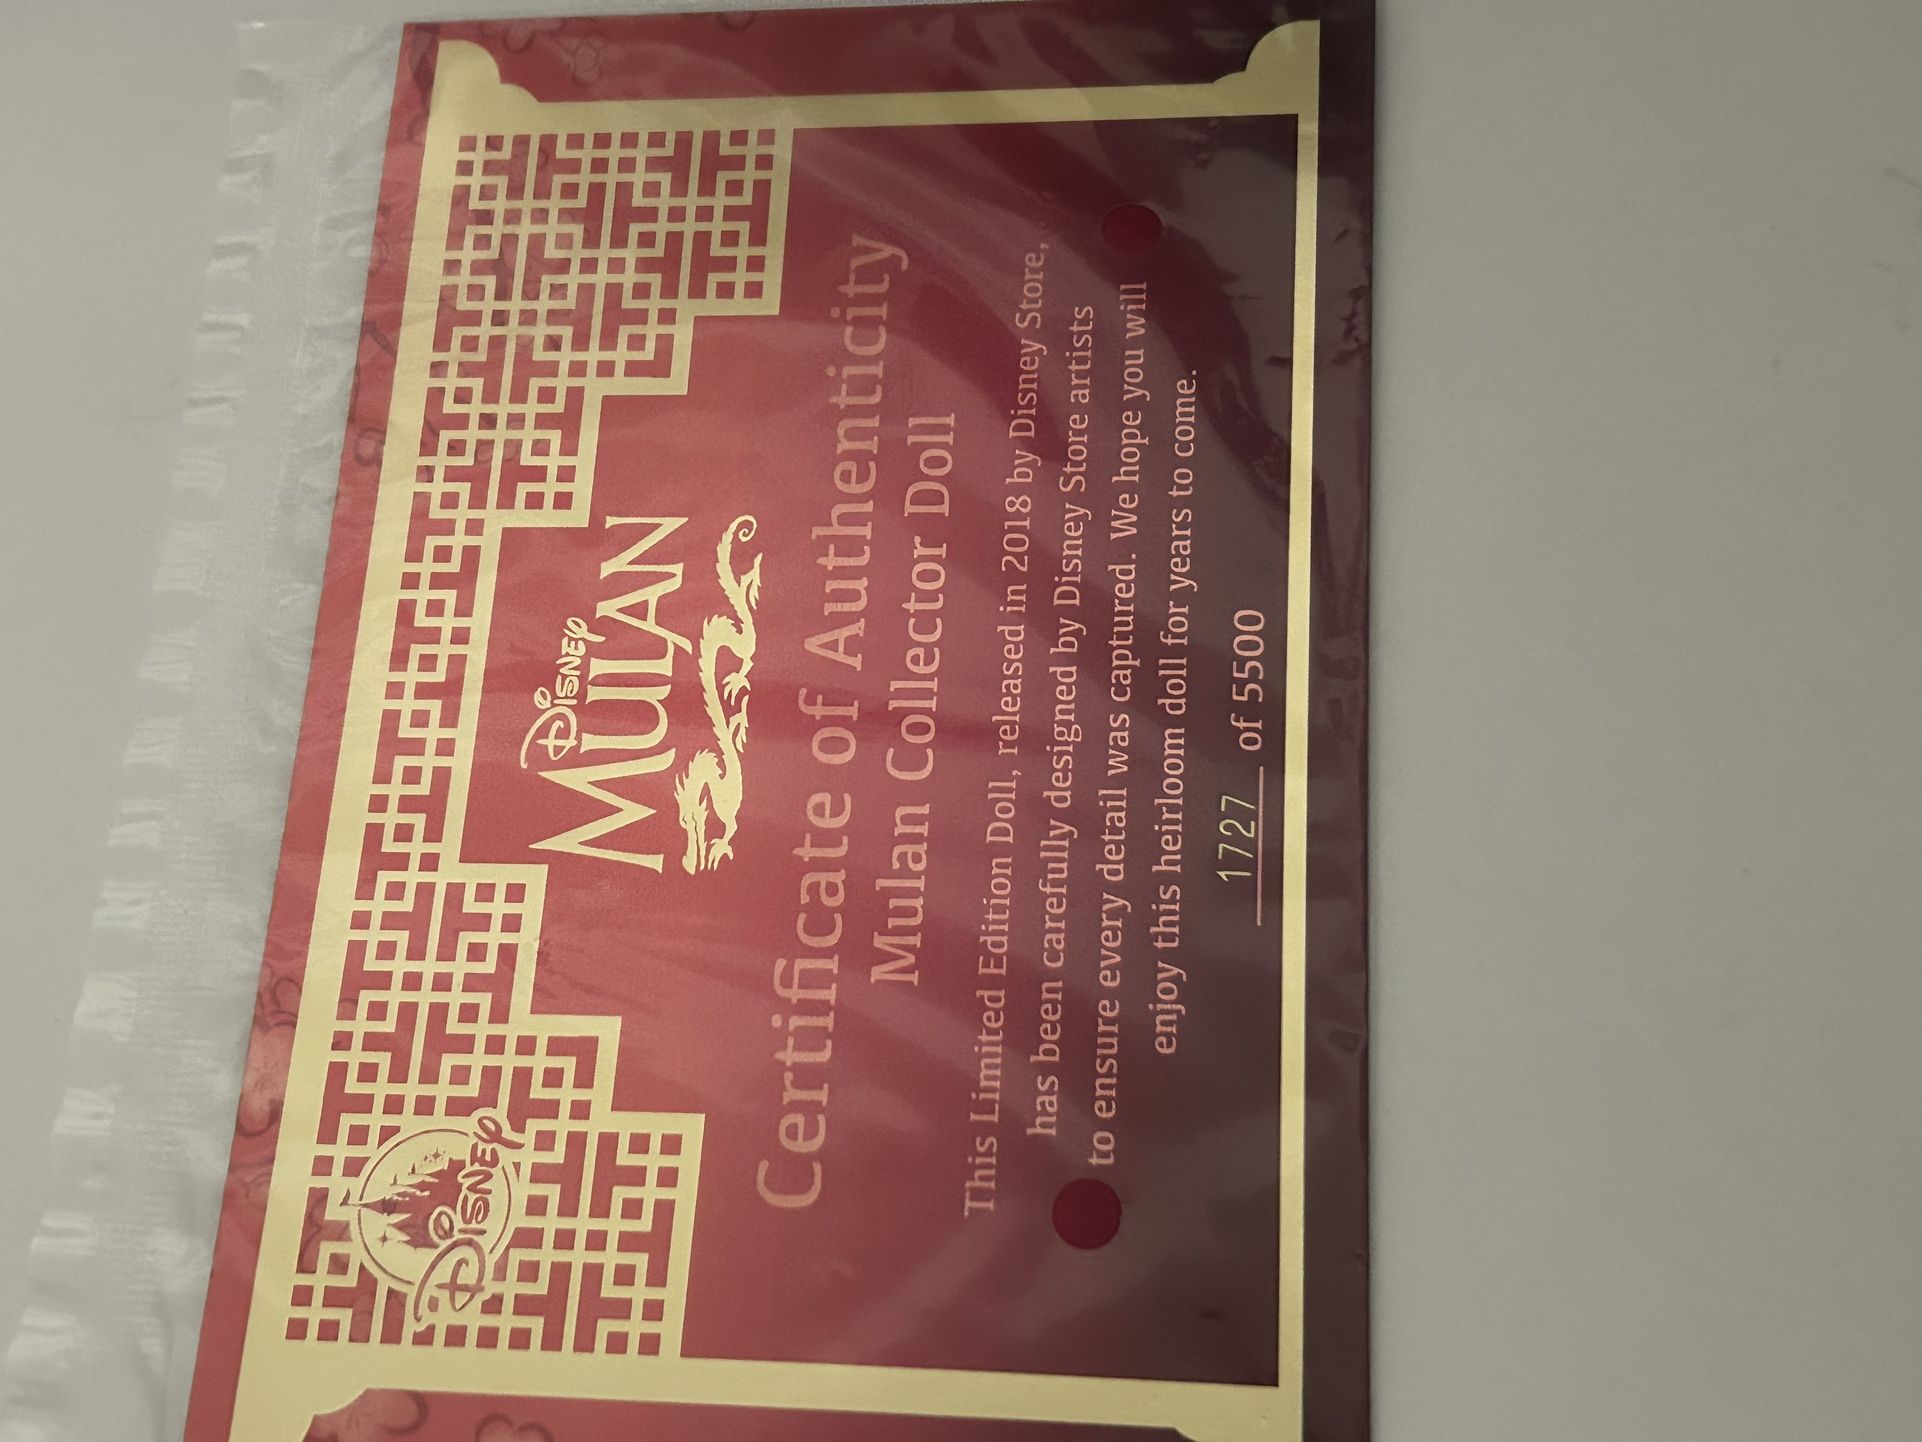 Disney
Disney
MULAN
Certificate of Authenticity
Mulan Collector Doll
This Limited Edition Doll, released in 2018 by Disney Store,
has been carefully designed by Disney Store artists
to ensure every detail was captured. We hope you will
enjoy this heirloom doll for years to come.
1727 of 5500